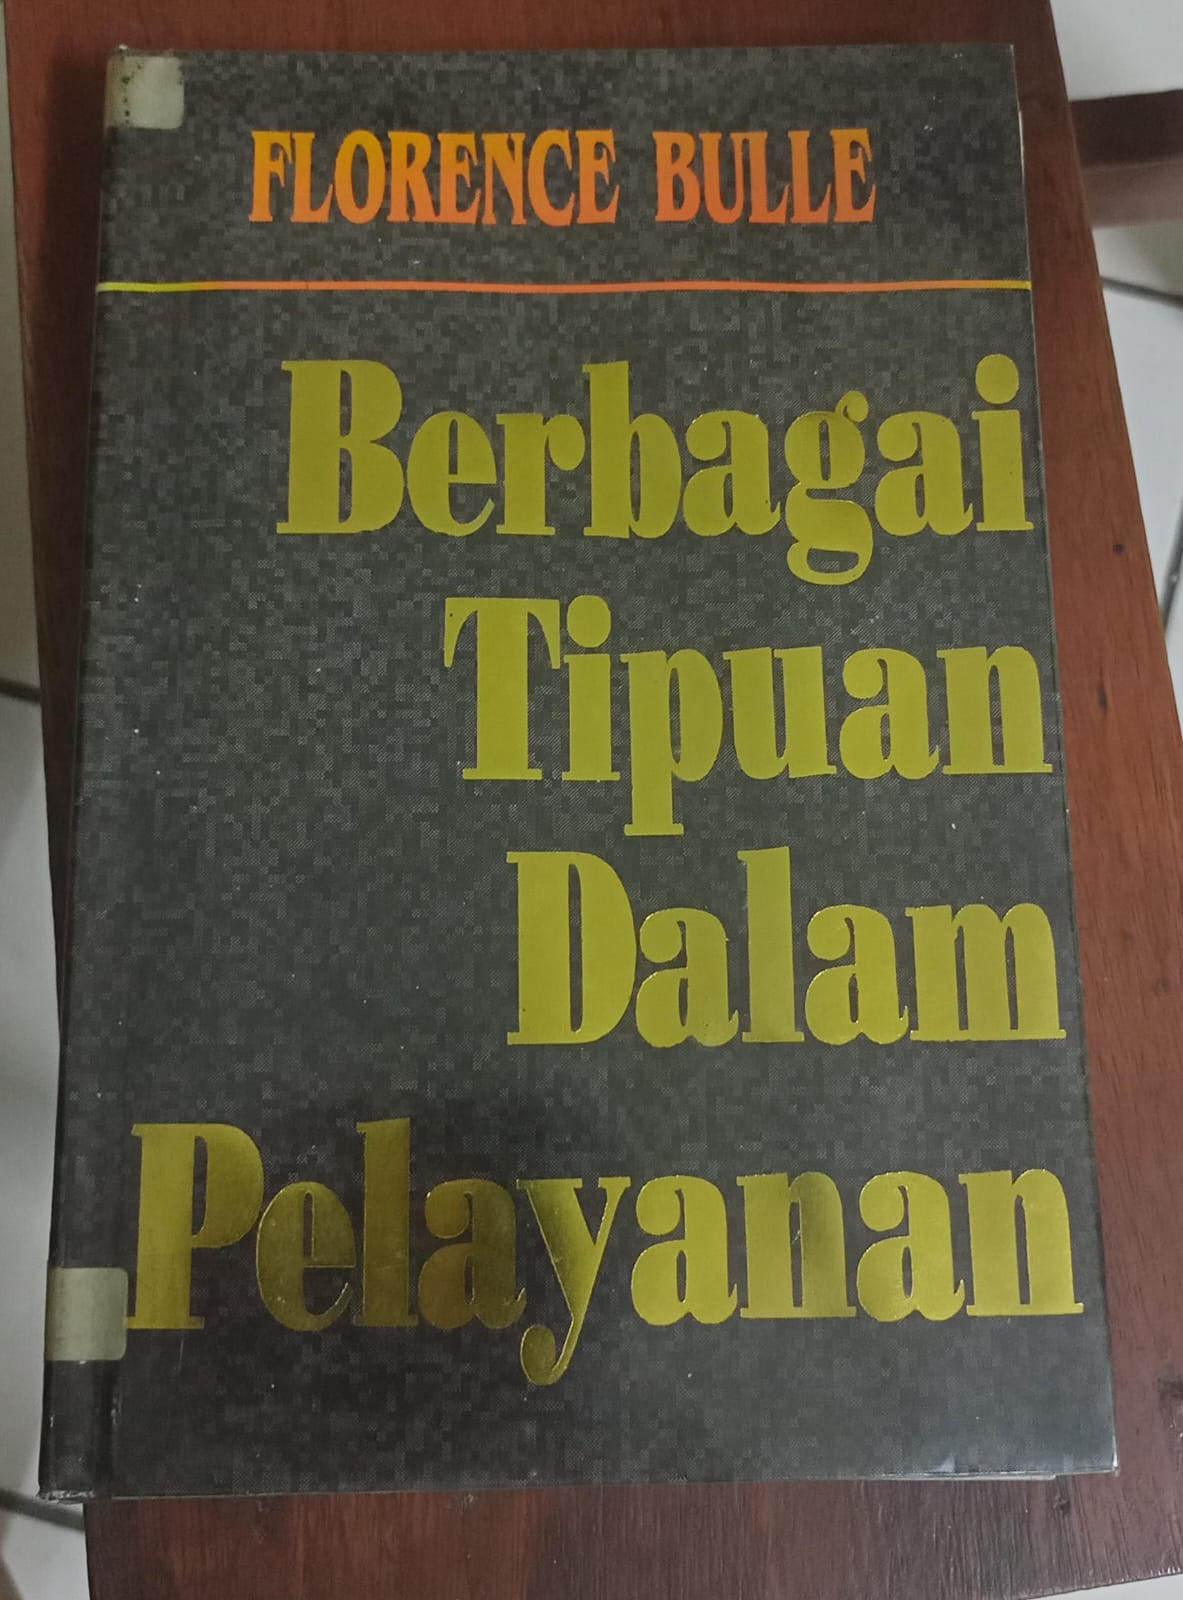 FLORENCE BULLE
Berbagai
Tipuan
Dalam
Pelayanan